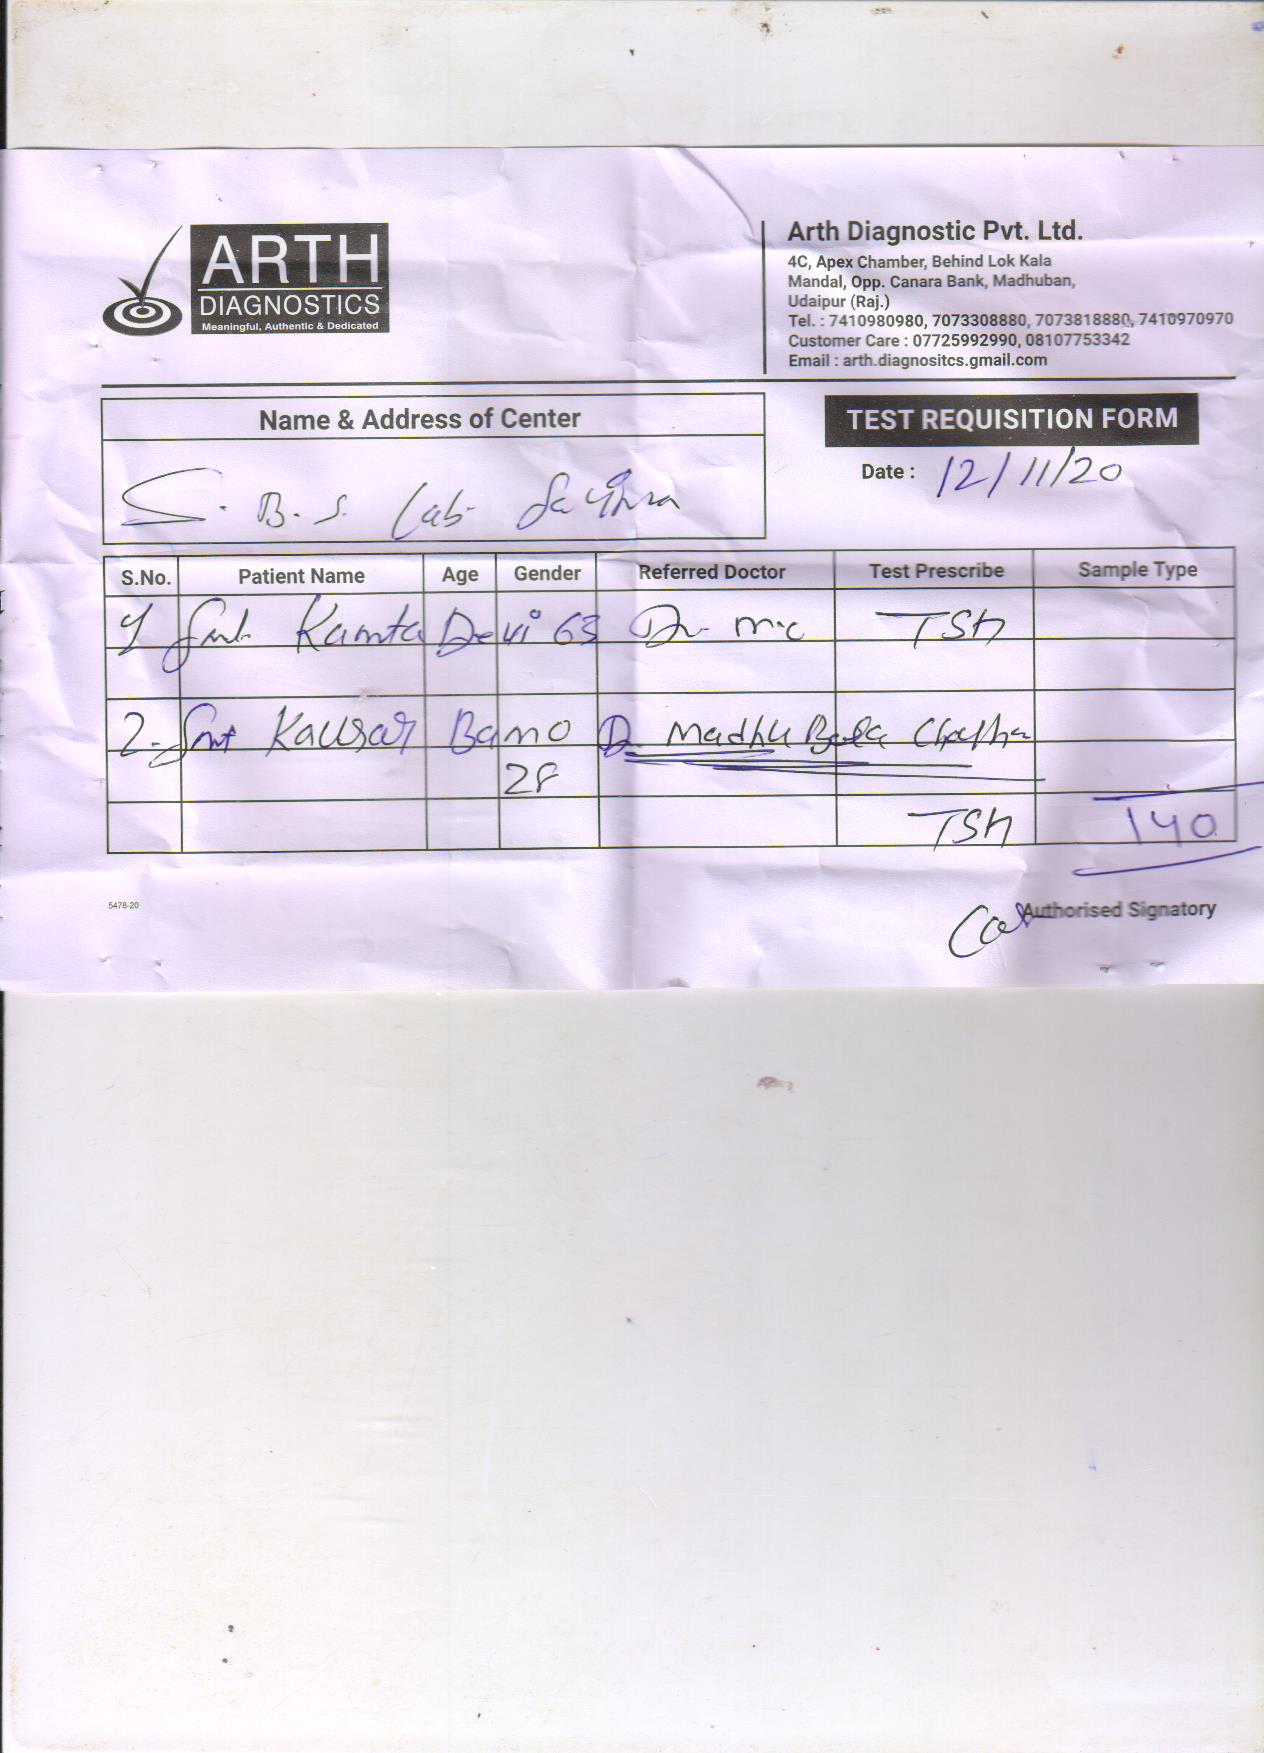 ARTH
DIAGNOSTICS
Meaningful, Authentic & Dedicated
Arth Diagnostic Pvt. Ltd.
4C, Apex Chamber, Behind Lok Kala
Mandal, Opp. Canara Bank, Madhuban,
Udaipur (Raj.)
Tel. : 7410980980, 7073308880, 7073818880, 7410970970
Customer Care : 07725992990, 08107753342
Email : arth.diagnositcs.gmail.com
Name & Address of Center
TEST REQUISITION FORM
Date : 12/11/20
S. B. S. Lab
S.No. Patient Name Age Gender Referred Doctor Test Prescribe Sample Type
1 Smt. Kamta Devi 63 Dr. M.C TSH
2. Smt Kausar Bano Dr. Madhu Bala
28
TSH 140
5478-20
Authorised Signatory